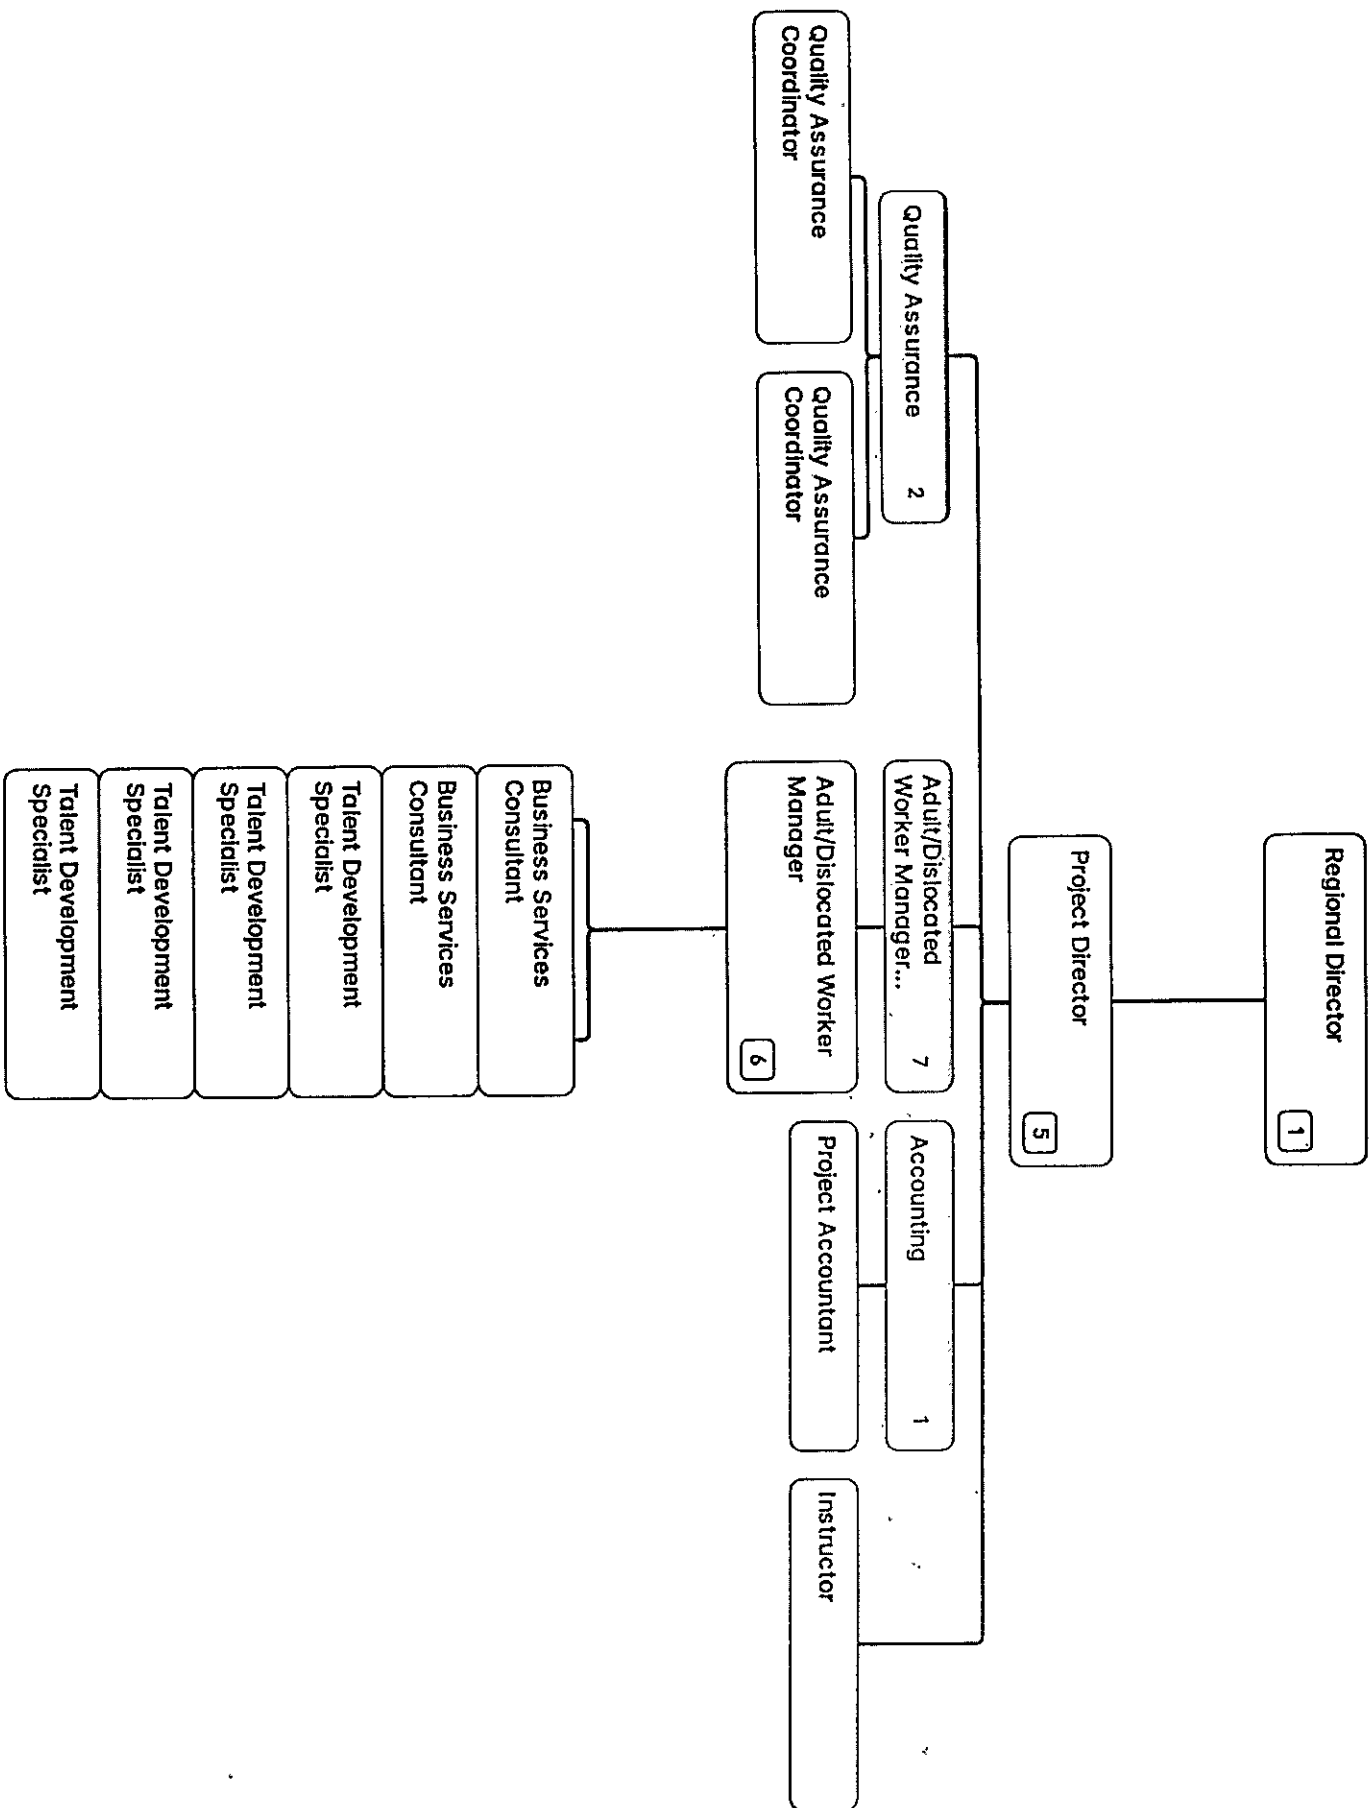 Regional Director
1
Project Director
5
Quality Assurance 2
Quality Assurance
Coordinator
Quality Assurance
Coordinator
Adult/Dislocated
Worker Manager... 7
Adult/Dislocated Worker
Manager
6
Business Services
Consultant
Business Services
Consultant
Talent Development
Specialist
Talent Development
Specialist
Talent Development
Specialist
Talent Development
Specialist
Accounting 1
Project Accountant
Instructor